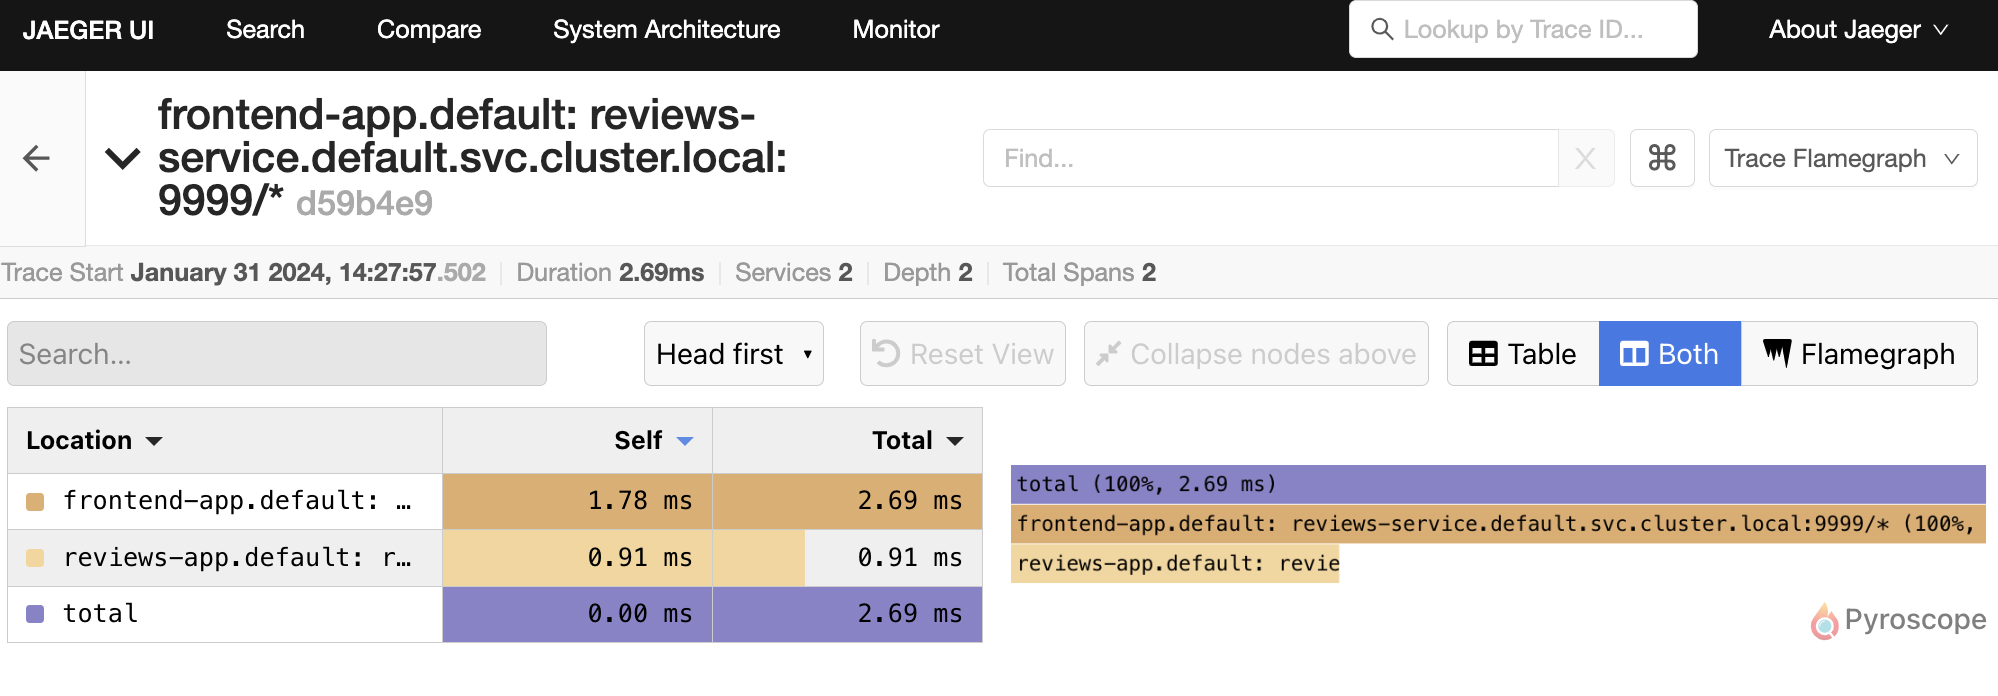 JAEGER UI Search Compare System Architecture Monitor Lookup by Trace ID... About Jaeger
frontend-app.default: reviews-
service.default.svc.cluster.local:
9999/* d59b4e9
Find... X ⌘ Trace Flamegraph
Trace Start January 31 2024, 14:27:57.502 Duration 2.69ms Services 2 Depth 2 Total Spans 2
Search... Head first Reset View Collapse nodes above Table Both Flamegraph
Location Self Total
frontend-app.default: … 1.78 ms 2.69 ms
reviews-app.default: r… 0.91 ms 0.91 ms
total 0.00 ms 2.69 ms
total (100%, 2.69 ms)
frontend-app.default: reviews-service.default.svc.cluster.local:9999/* (100%,
reviews-app.default: revie
Pyroscope